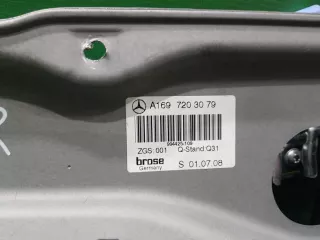 A169 720 30 79
ZGS: 001 Q-Stand:Q31
brose
Germany
S 01.07.08
R